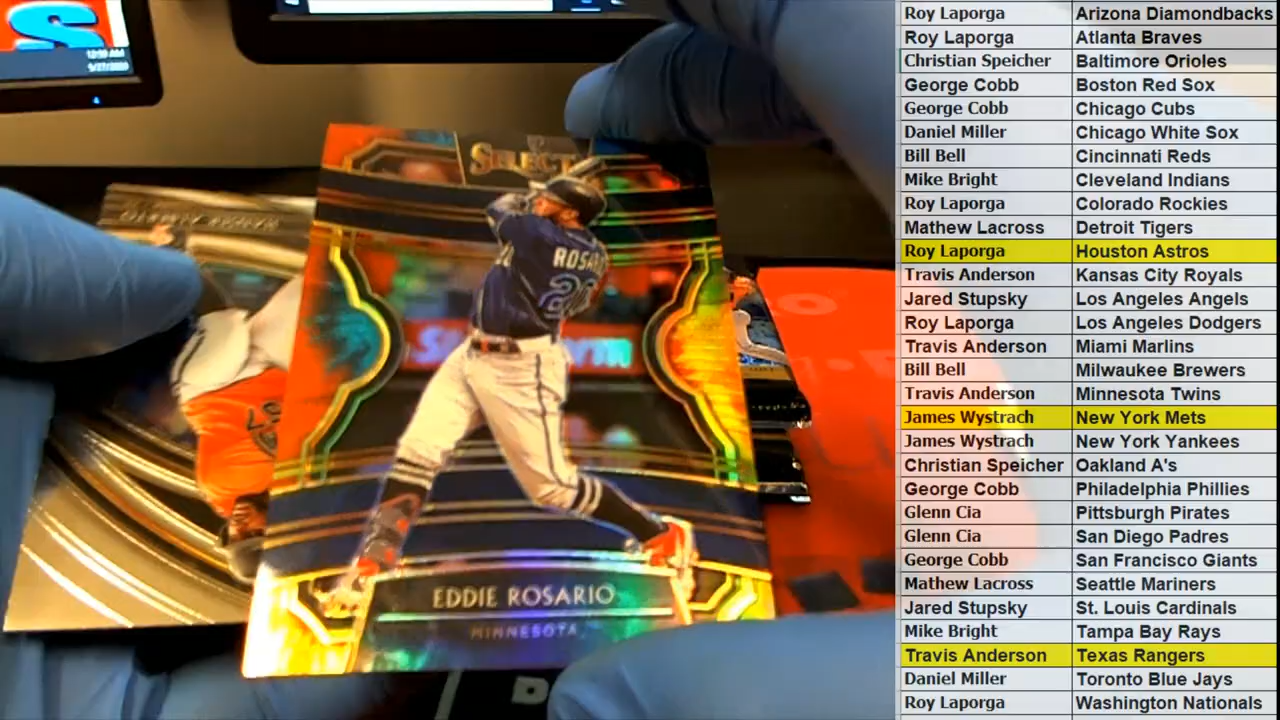 S
12:39 AM
SELECT
ROSARIO
20
EDDIE ROSARIO
MINNESOTA
Roy Laporga Arizona Diamondbacks
Roy Laporga Atlanta Braves
Christian Speicher Baltimore Orioles
George Cobb Boston Red Sox
George Cobb Chicago Cubs
Daniel Miller Chicago White Sox
Bill Bell Cincinnati Reds
Mike Bright Cleveland Indians
Roy Laporga Colorado Rockies
Mathew Lacross Detroit Tigers
Roy Laporga Houston Astros
Travis Anderson Kansas City Royals
Jared Stupsky Los Angeles Angels
Roy Laporga Los Angeles Dodgers
Travis Anderson Miami Marlins
Bill Bell Milwaukee Brewers
Travis Anderson Minnesota Twins
James Wystrach New York Mets
James Wystrach New York Yankees
Christian Speicher Oakland A's
George Cobb Philadelphia Phillies
Glenn Cia Pittsburgh Pirates
Glenn Cia San Diego Padres
George Cobb San Francisco Giants
Mathew Lacross Seattle Mariners
Jared Stupsky St. Louis Cardinals
Mike Bright Tampa Bay Rays
Travis Anderson Texas Rangers
Daniel Miller Toronto Blue Jays
Roy Laporga Washington Nationals